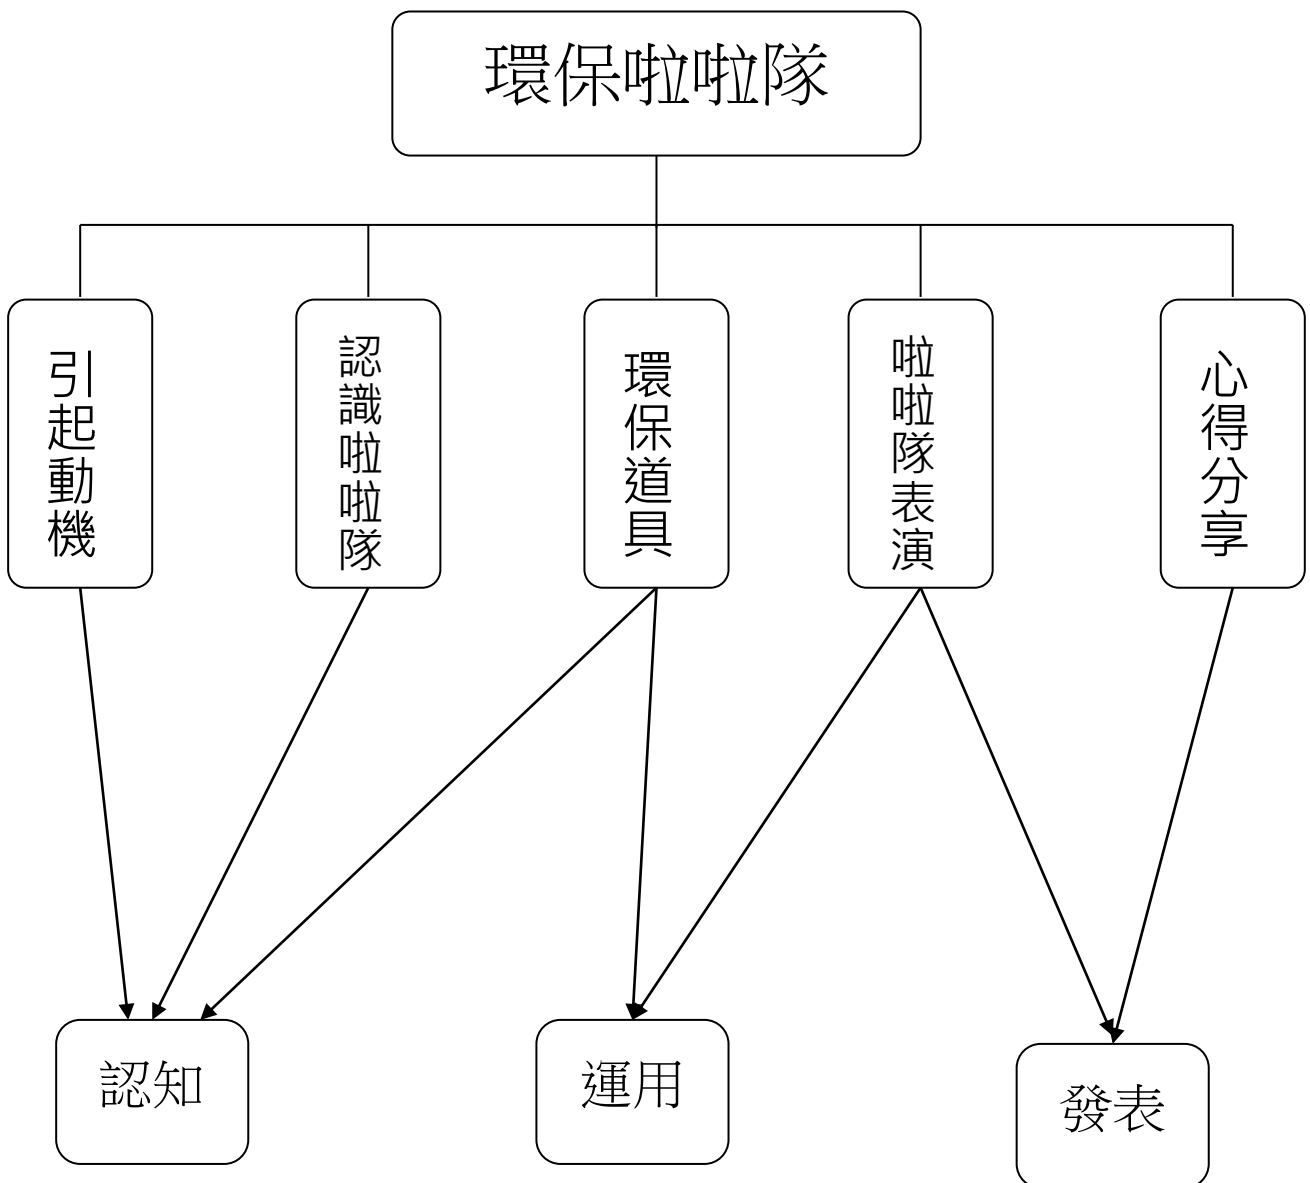 環保啦啦隊
引起動機
認識啦啦隊
環保道具
啦啦隊表演
心得分享
認知
運用
發表